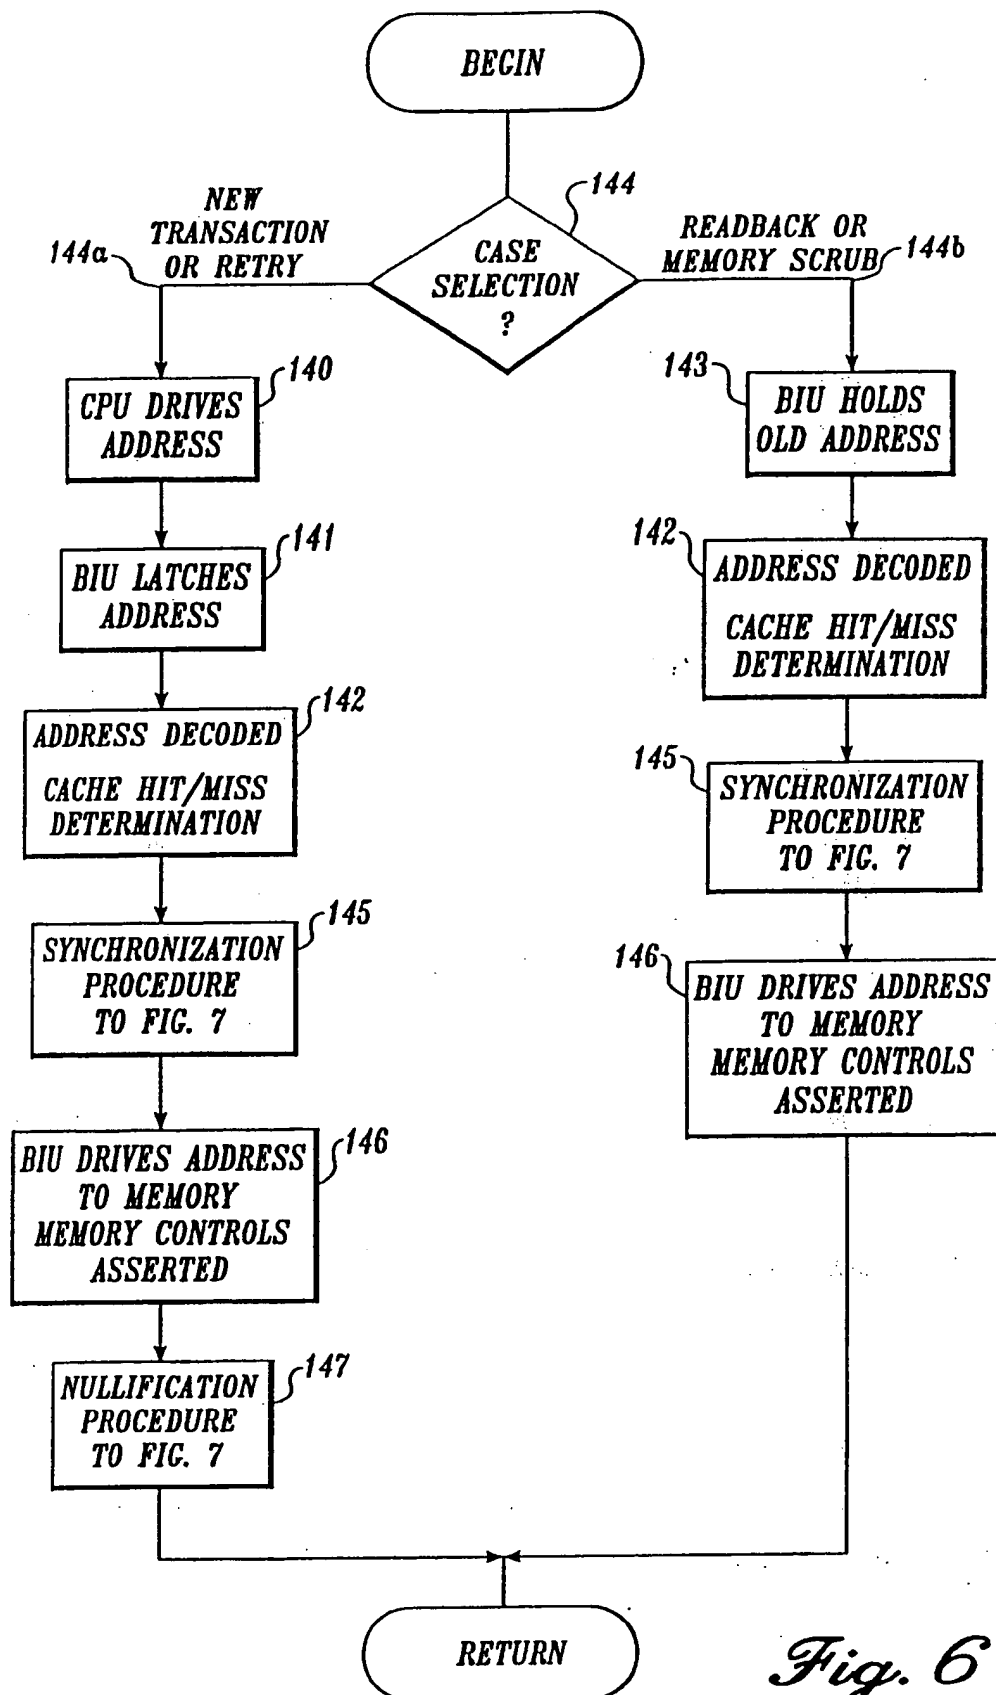 BEGIN
144
CASE
SELECTION
?
NEW
TRANSACTION
OR RETRY
144a
READBACK OR
MEMORY SCRUB
144b
140
CPU DRIVES
ADDRESS
141
BIU LATCHES
ADDRESS
142
ADDRESS DECODED
CACHE HIT/MISS
DETERMINATION
145
SYNCHRONIZATION
PROCEDURE
TO FIG. 7
146
BIU DRIVES ADDRESS
TO MEMORY
MEMORY CONTROLS
ASSERTED
147
NULLIFICATION
PROCEDURE
TO FIG. 7
143
BIU HOLDS
OLD ADDRESS
142
ADDRESS DECODED
CACHE HIT/MISS
DETERMINATION
145
SYNCHRONIZATION
PROCEDURE
TO FIG. 7
146
BIU DRIVES ADDRESS
TO MEMORY
MEMORY CONTROLS
ASSERTED
RETURN
Fig. 6